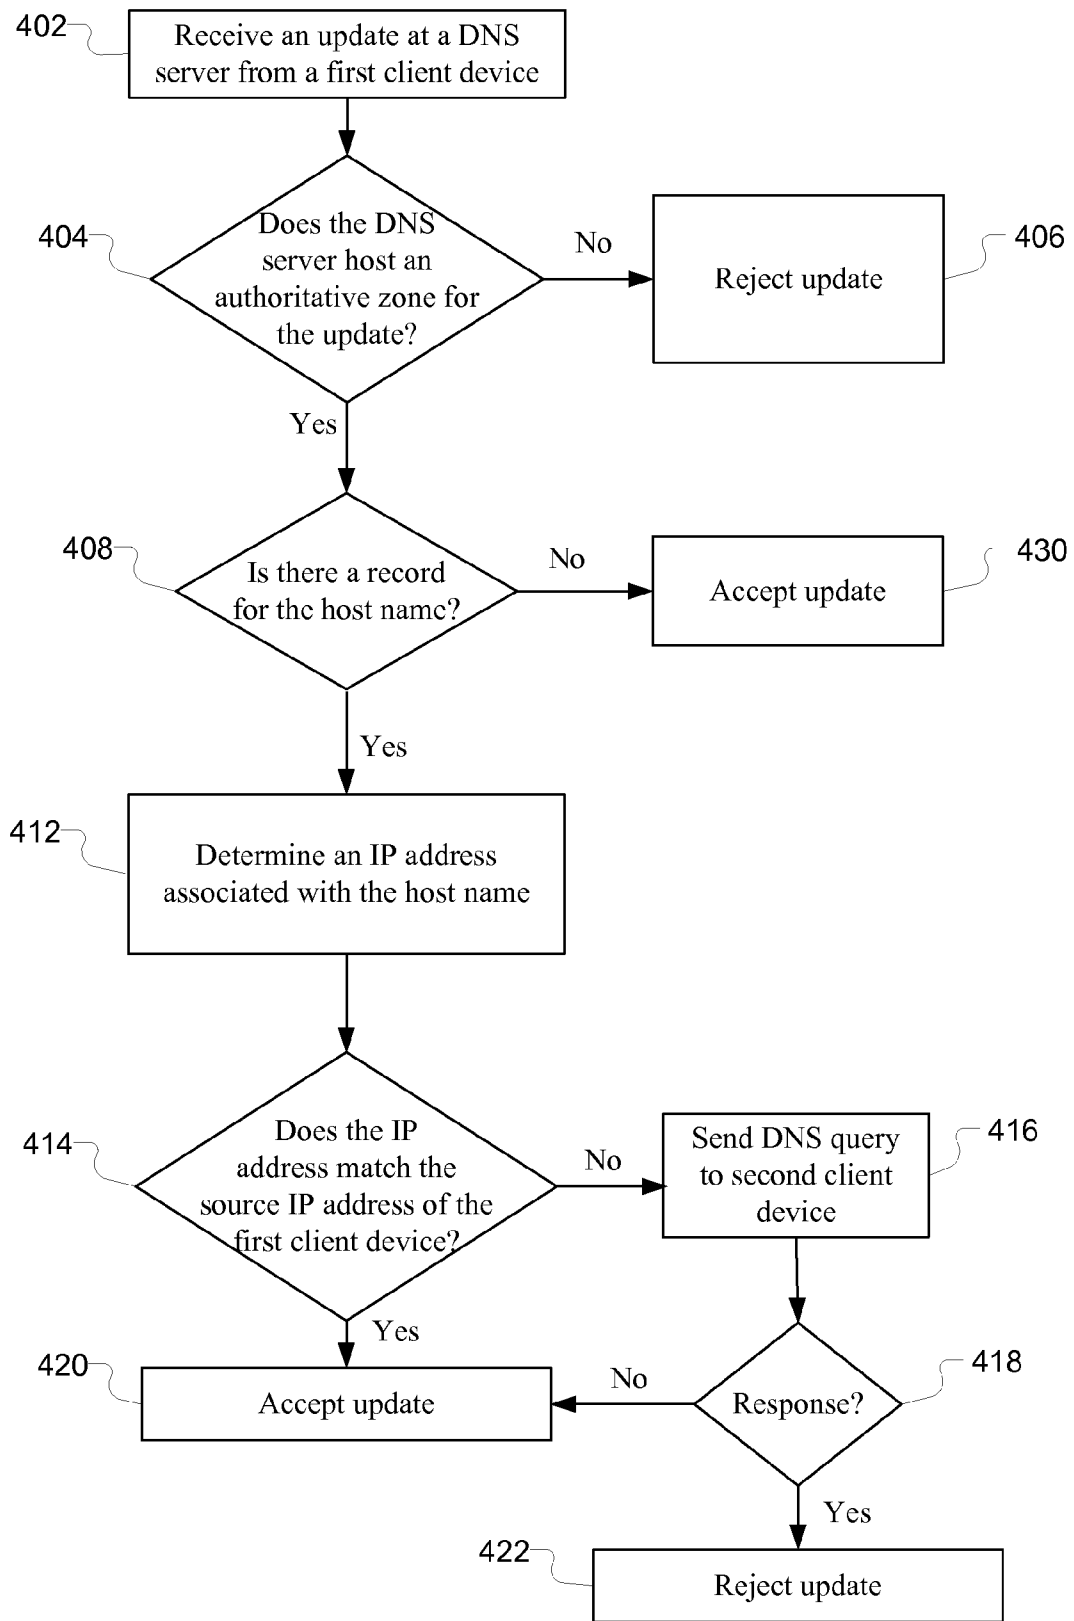 402
Receive an update at a DNS
server from a first client device
404
Does the DNS
server host an
authoritative zone for
the update?
No
Reject update
406
Yes
408
Is there a record
for the host name?
No
Accept update
430
Yes
412
Determine an IP address
associated with the host name
414
Does the IP
address match the
source IP address of the
first client device?
No
Send DNS query
to second client
device
416
Yes
420
Accept update
No
Response?
418
Yes
422
Reject update